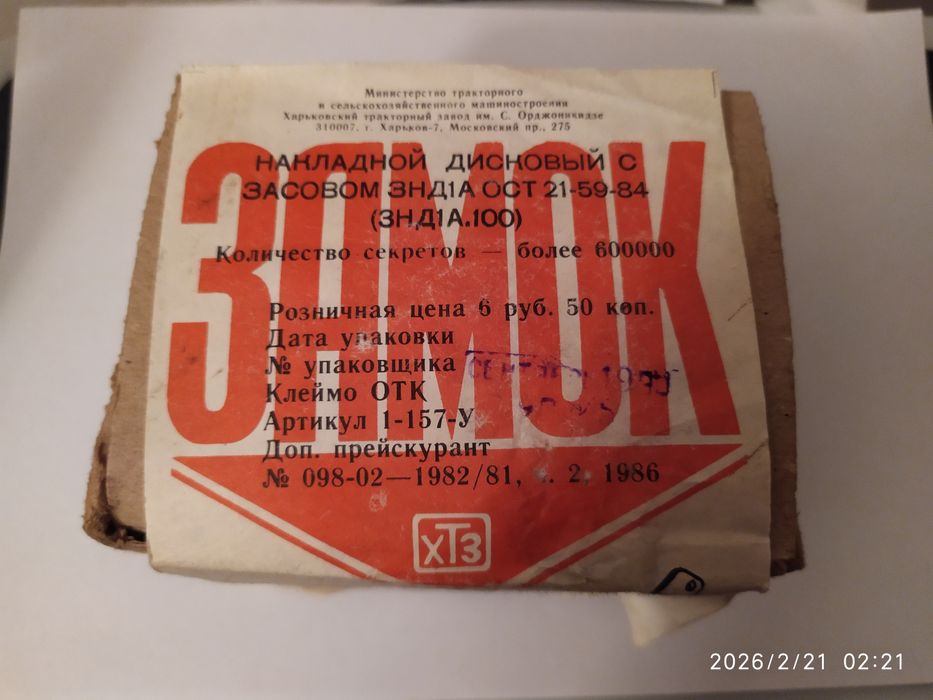 Министерство тракторного
и сельскохозяйственного машиностроения
Харьковский тракторный завод им. С. Орджоникидзе
310007, г. Харьков-7, Московский пр., 275
ЗАМОК
НАКЛАДНОЙ ДИСКОВЫЙ С
ЗАСОВОМ ЗНД1А ОСТ 21-59-84
(ЗНД1А.100)
Количество секретов — более 600000
Розничная цена 6 руб. 50 коп.
Дата упаковки
№ упаковщика
Клеймо ОТК
Артикул 1-157-У
Доп. прейскурант
№ 098-02—1982/81, 2, 1986
ХТЗ
2026/2/21 02:21